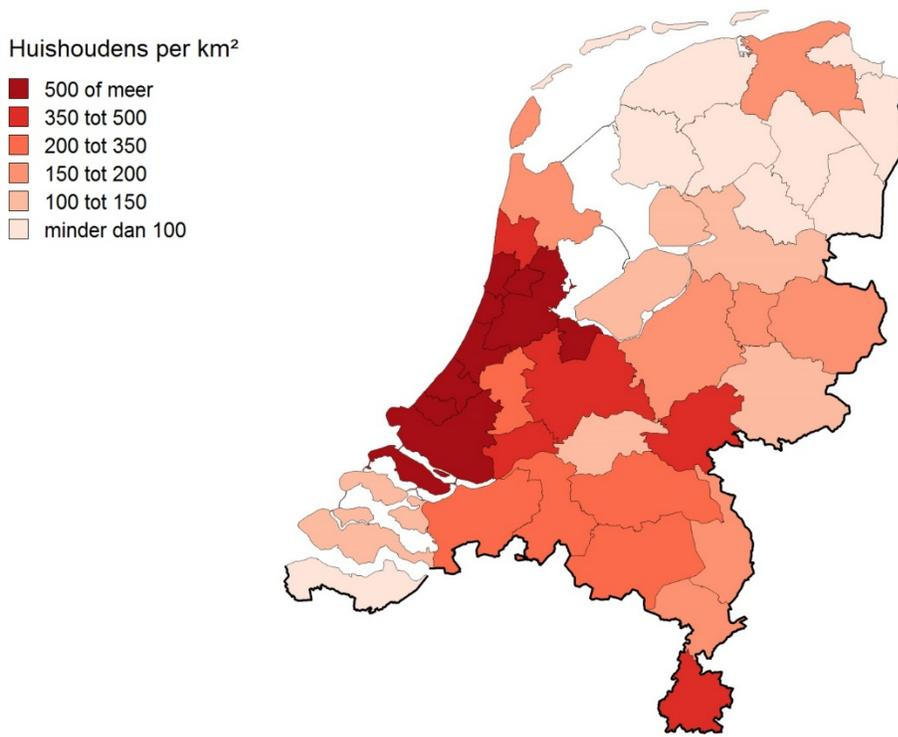 Huishoudens per km²
500 of meer
350 tot 500
200 tot 350
150 tot 200
100 tot 150
minder dan 100